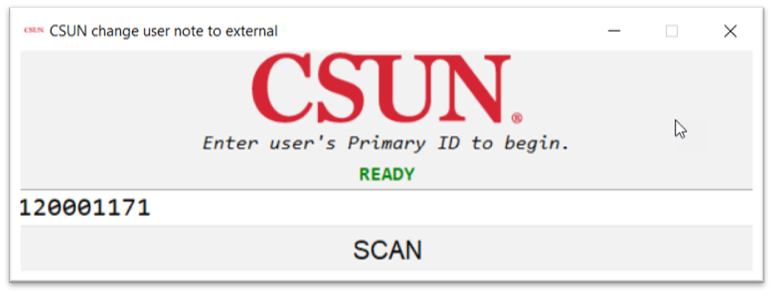 CSUN CSUN change user note to external
CSUN®
Enter user's Primary ID to begin.
READY
120001171
SCAN